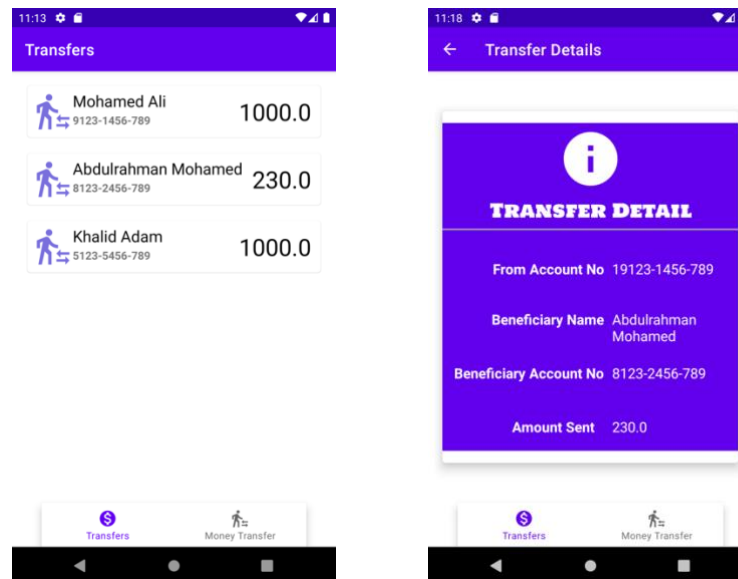 11:13
Transfers
Mohamed Ali
9123-1456-789
1000.0
Abdulrahman Mohamed
8123-2456-789
230.0
Khalid Adam
5123-5456-789
1000.0
Transfers
Money Transfer
11:18
Transfer Details
i
TRANSFER DETAIL
From Account No 19123-1456-789
Beneficiary Name Abdulrahman
Mohamed
Beneficiary Account No 8123-2456-789
Amount Sent 230.0
Transfers
Money Transfer